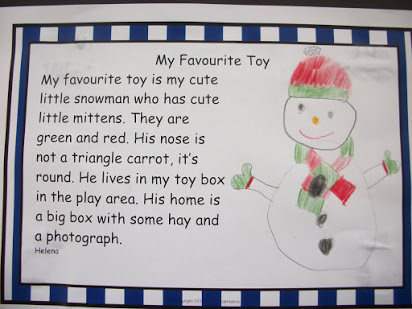 My Favourite Toy
My favourite toy is my cute
little snowman who has cute
little mittens. They are
green and red. His nose is
not a triangle carrot, it's
round. He lives in my toy box
in the play area. His home is
a big box with some hay and
a photograph.
Helena